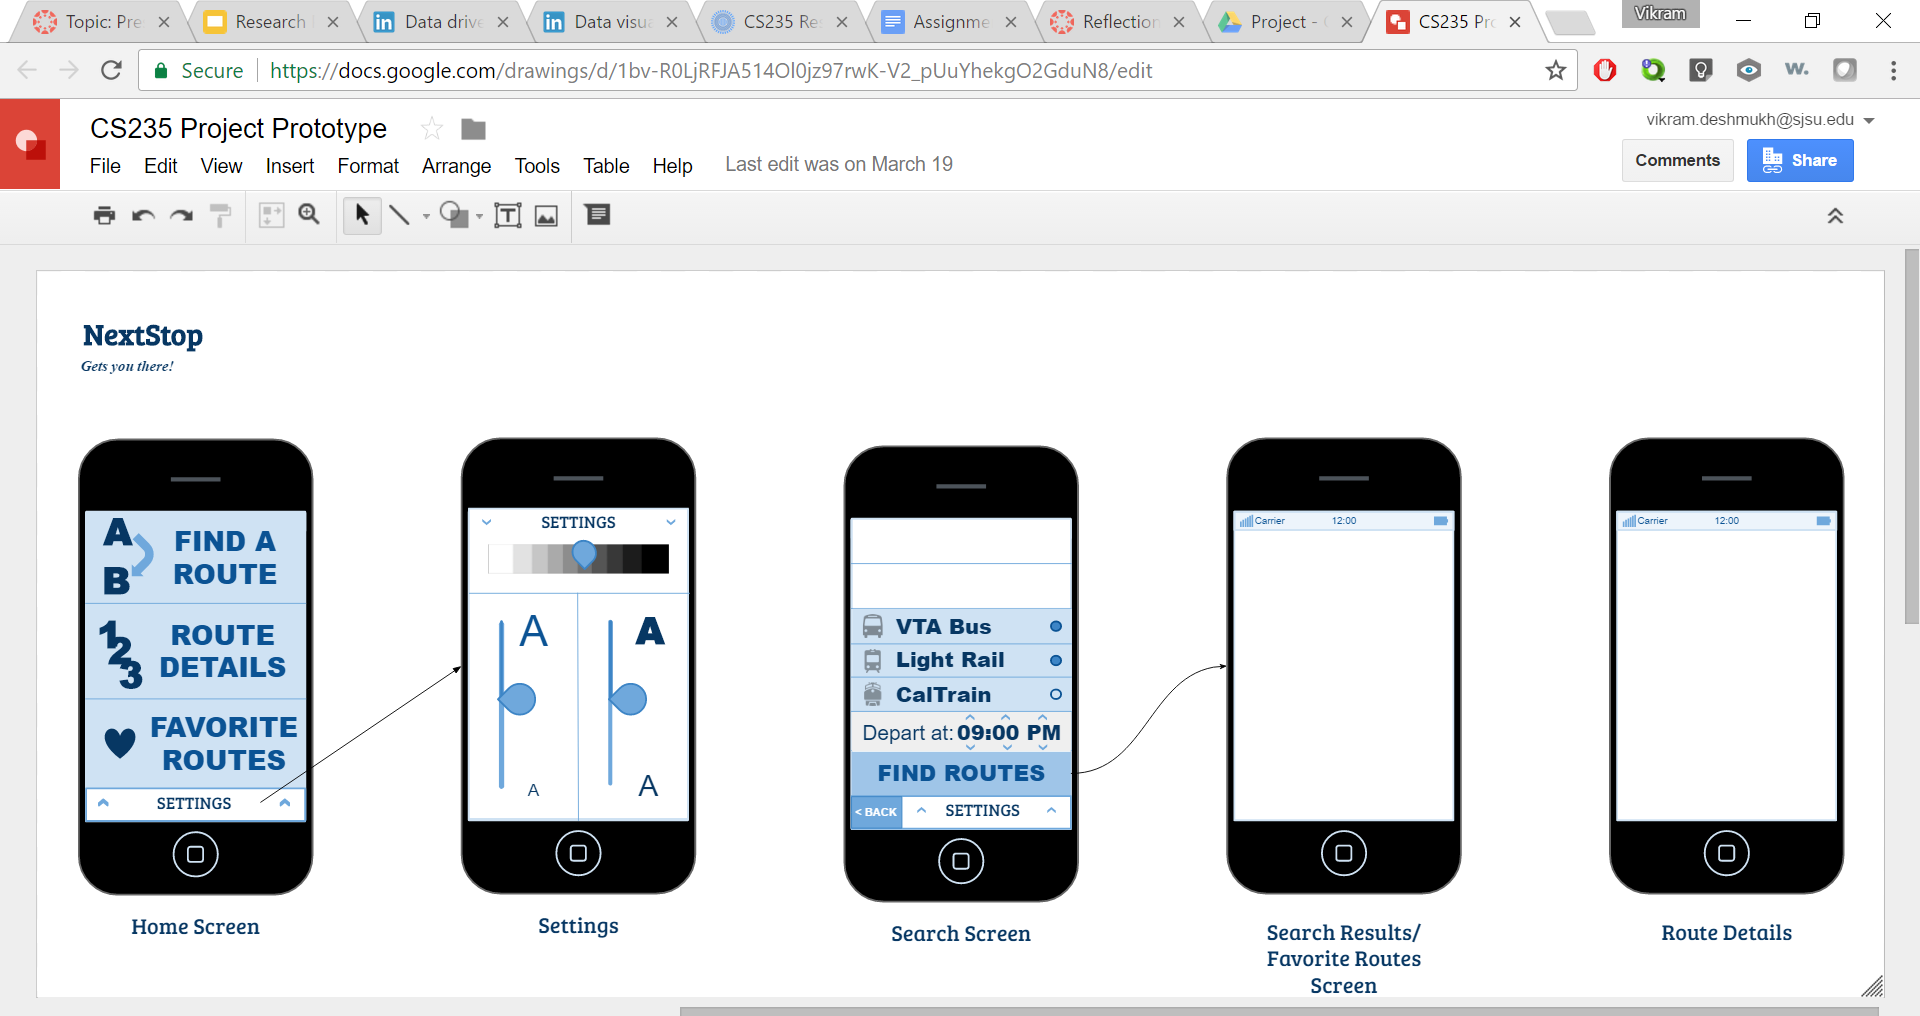 Topic: Pre
Research
Data drive
Data visua
CS235 Re
Assignme
Reflection
Project -
CS235 Pro
Vikram
Secure
https://docs.google.com/drawings/d/1bv-R0LjRFJA514Ol0jz97rwK-V2_pUuYhekgO2GduN8/edit
w.
CS235 Project Prototype
vikram.deshmukh@sjsu.edu
File Edit View Insert Format Arrange Tools Table Help
Last edit was on March 19
Comments
Share
NextStop
Gets you there!
A
B
FIND A
ROUTE
123
ROUTE
DETAILS
FAVORITE
ROUTES
SETTINGS
Home Screen
SETTINGS
A
A
A
A
Settings
VTA Bus
Light Rail
CalTrain
Depart at: 09:00 PM
FIND ROUTES
< BACK
SETTINGS
Search Screen
Carrier 12:00
Search Results/
Favorite Routes
Screen
Carrier 12:00
Route Details